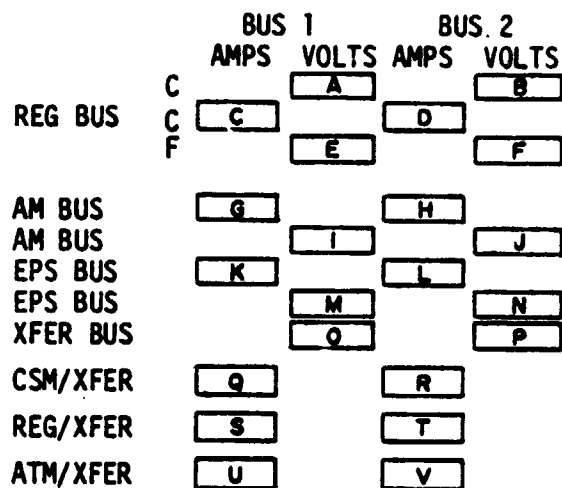 BUS 1 BUS. 2
AMPS VOLTS AMPS VOLTS
C A B
REG BUS C C D
F E F
AM BUS G H
AM BUS I J
EPS BUS K L
EPS BUS M N
XFER BUS O P
CSM/XFER Q R
REG/XFER S T
ATM/XFER U V